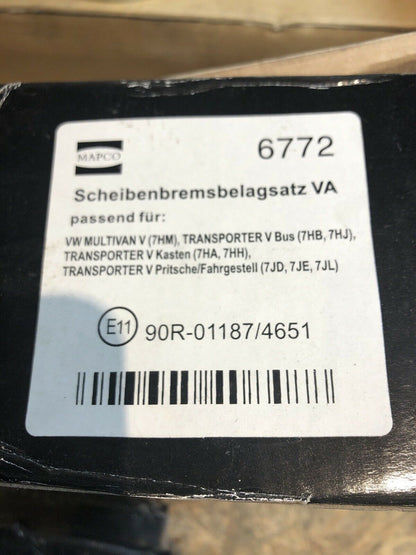 MAPCO
6772
Scheibenbremsbelagsatz VA
passend für:
VW MULTIVAN V (7HM), TRANSPORTER V Bus (7HB, 7HJ),
TRANSPORTER V Kasten (7HA, 7HH),
TRANSPORTER V Pritsche/Fahrgestell (7JD, 7JE, 7JL)
E11 90R-01187/4651